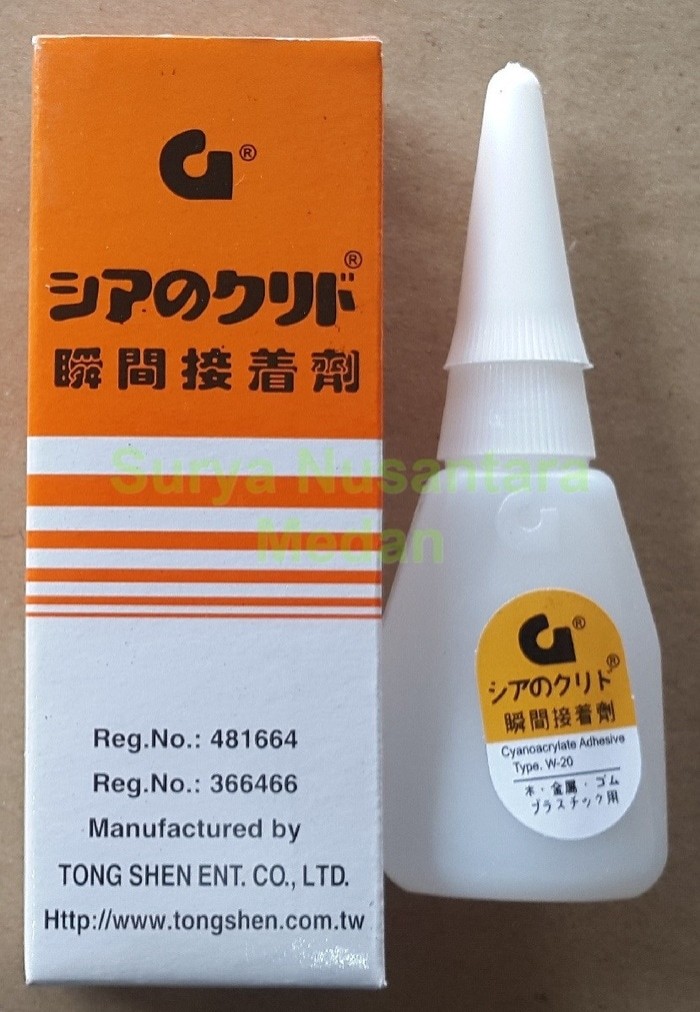 ®
シアのクリド®
瞬間接着劑
Reg.No.: 481664
Reg.No.: 366466
Manufactured by
TONG SHEN ENT. CO., LTD.
Http://www.tongshen.com.tw
®
シアのクリト®
瞬間接着劑
Cyanoacrylate Adhesive
Type. W-20
木・金屬・ゴム
プラスチック用
Surya Nusantara
Medan